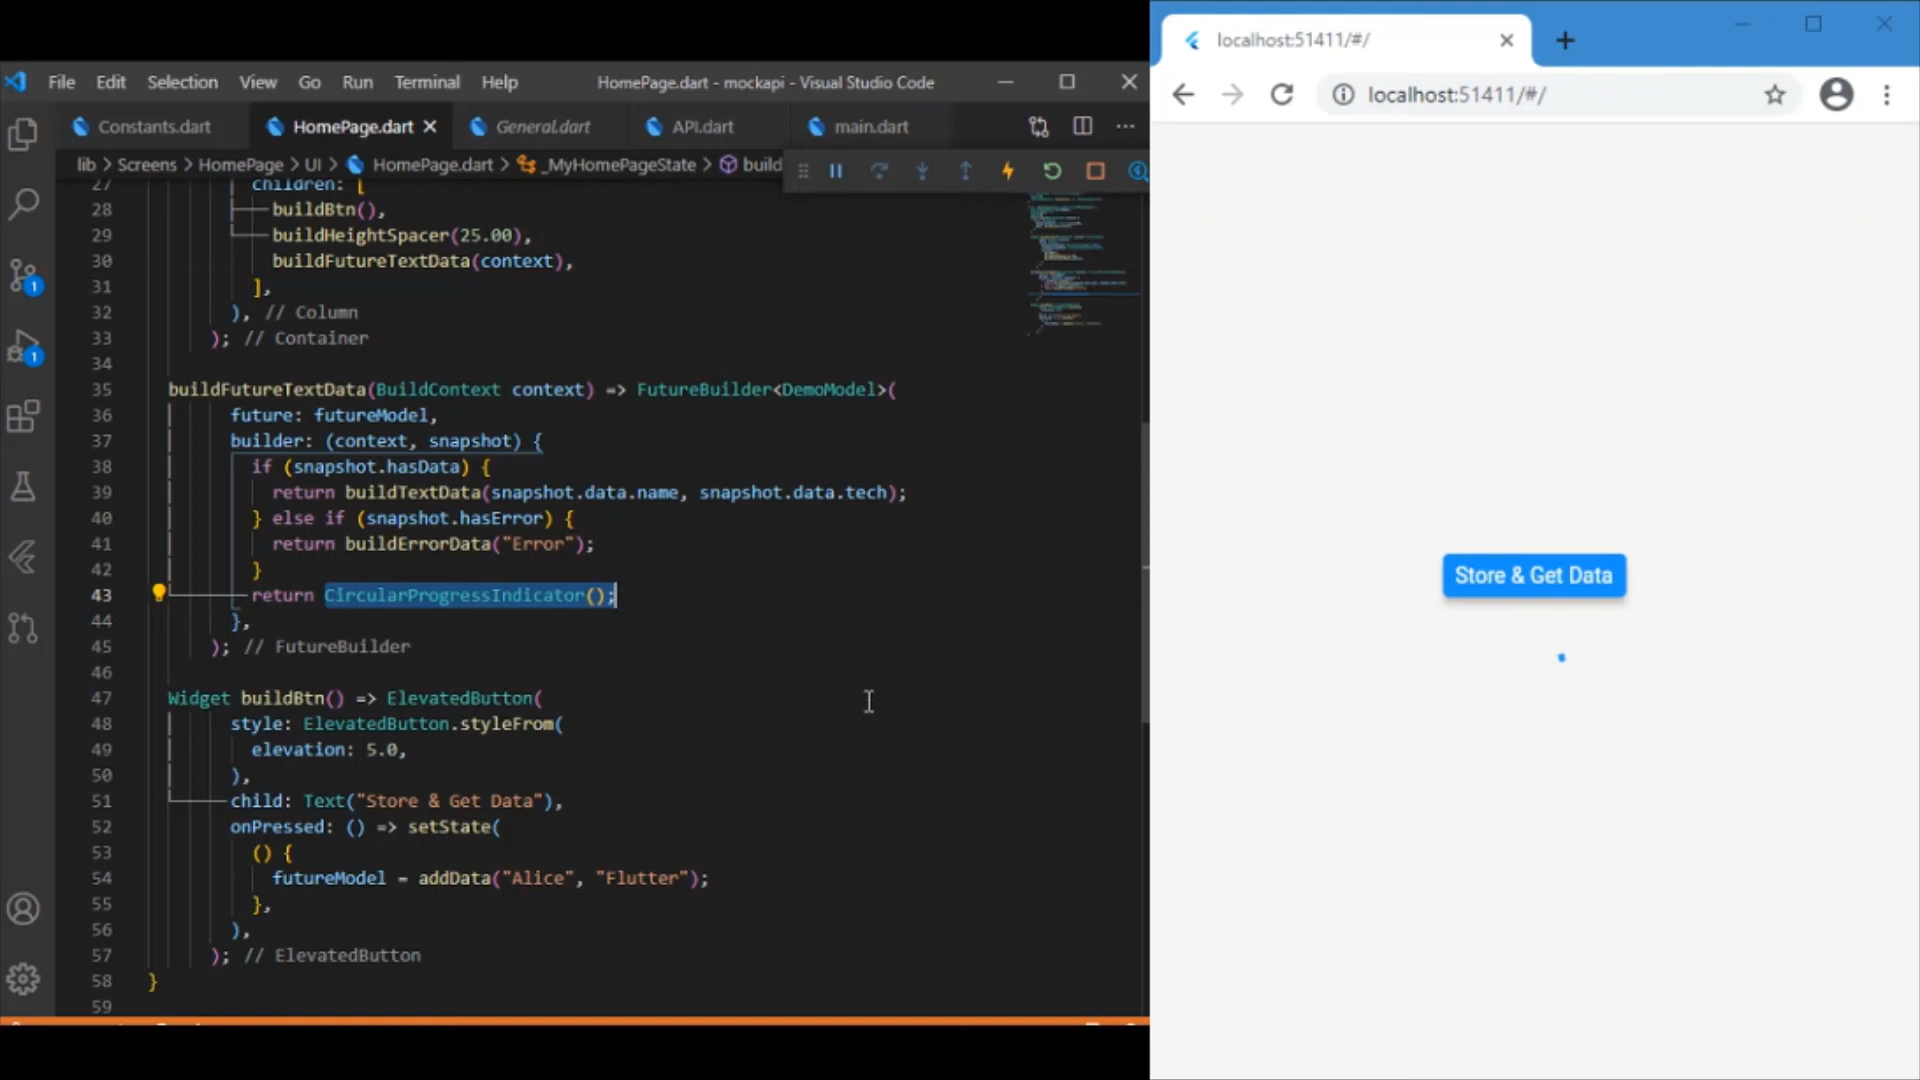 File Edit Selection View Go Run Terminal Help HomePage.dart - mockapi - Visual Studio Code
Constants.dart HomePage.dart General.dart API.dart main.dart
lib > Screens > HomePage > UI > HomePage.dart > _MyHomePageState > build
27 children: [
28 buildBtn(),
29 buildHeightSpacer(25.00),
30 buildFutureTextData(context),
31 ],
32 ), // Column
33 ); // Container
34
35 buildFutureTextData(BuildContext context) => FutureBuilder<DemoModel>(
36 future: futureModel,
37 builder: (context, snapshot) {
38 if (snapshot.hasData) {
39 return buildTextData(snapshot.data.name, snapshot.data.tech);
40 } else if (snapshot.hasError) {
41 return buildErrorData("Error");
42 }
43 return CircularProgressIndicator();
44 },
45 ); // FutureBuilder
46
47 Widget buildBtn() => ElevatedButton(
48 style: ElevatedButton.styleFrom(
49 elevation: 5.0,
50 ),
51 child: Text("Store & Get Data"),
52 onPressed: () => setState(
53 () {
54 futureModel = addData("Alice", "Flutter");
55 },
56 ),
57 ); // ElevatedButton
58 }
59
1
1
localhost:51411/#/
localhost:51411/#/
Store & Get Data